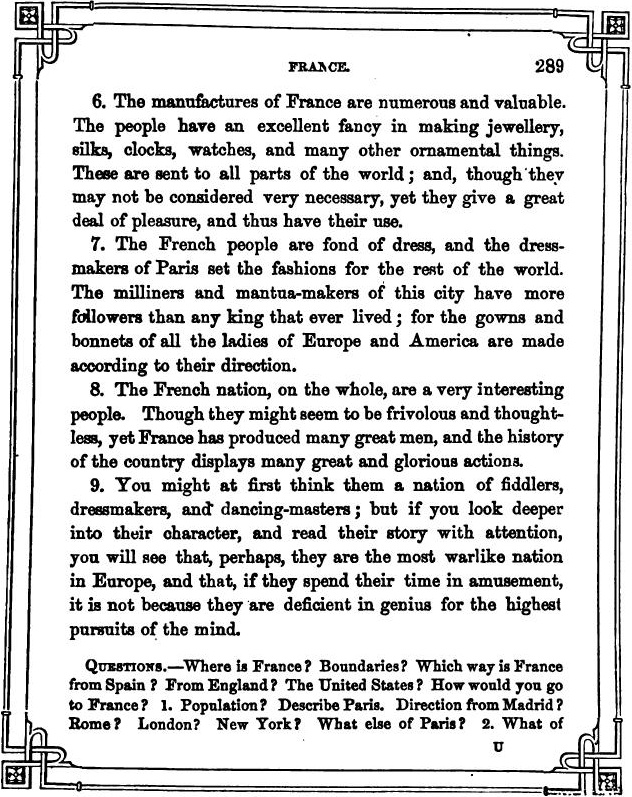 FRANCE.
289
6. The manufactures of France are numerous and valuable.
The people have an excellent fancy in making jewellery,
silks, clocks, watches, and many other ornamental things.
These are sent to all parts of the world; and, though they
may not be considered very necessary, yet they give a great
deal of pleasure, and thus have their use.
7. The French people are fond of dress, and the dress-
makers of Paris set the fashions for the rest of the world.
The milliners and mantua-makers of this city have more
followers than any king that ever lived; for the gowns and
bonnets of all the ladies of Europe and America are made
according to their direction.
8. The French nation, on the whole, are a very interesting
people. Though they might seem to be frivolous and thought-
less, yet France has produced many great men, and the history
of the country displays many great and glorious actions.
9. You might at first think them a nation of fiddlers,
dressmakers, and dancing-masters; but if you look deeper
into their character, and read their story with attention,
you will see that, perhaps, they are the most warlike nation
in Europe, and that, if they spend their time in amusement,
it is not because they are deficient in genius for the highest
pursuits of the mind.
QUESTIONS.—Where is France? Boundaries? Which way is France
from Spain? From England? The United States? How would you go
to France? 1. Population? Describe Paris. Direction from Madrid?
Rome? London? New York? What else of Paris? 2. What of
U